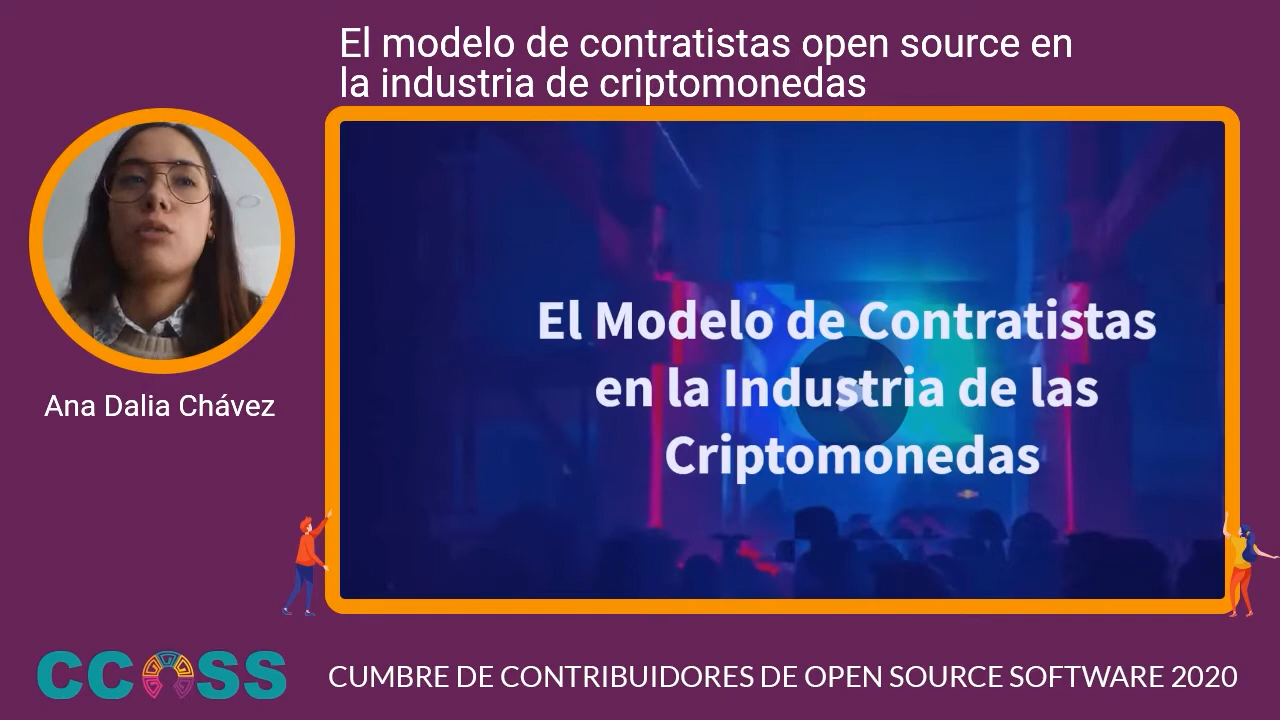 El modelo de contratistas open source en
la industria de criptomonedas
El Modelo de Contratistas
en la Industria de las
Criptomonedas
Ana Dalia Chávez
CCOSS
CUMBRE DE CONTRIBUIDORES DE OPEN SOURCE SOFTWARE 2020